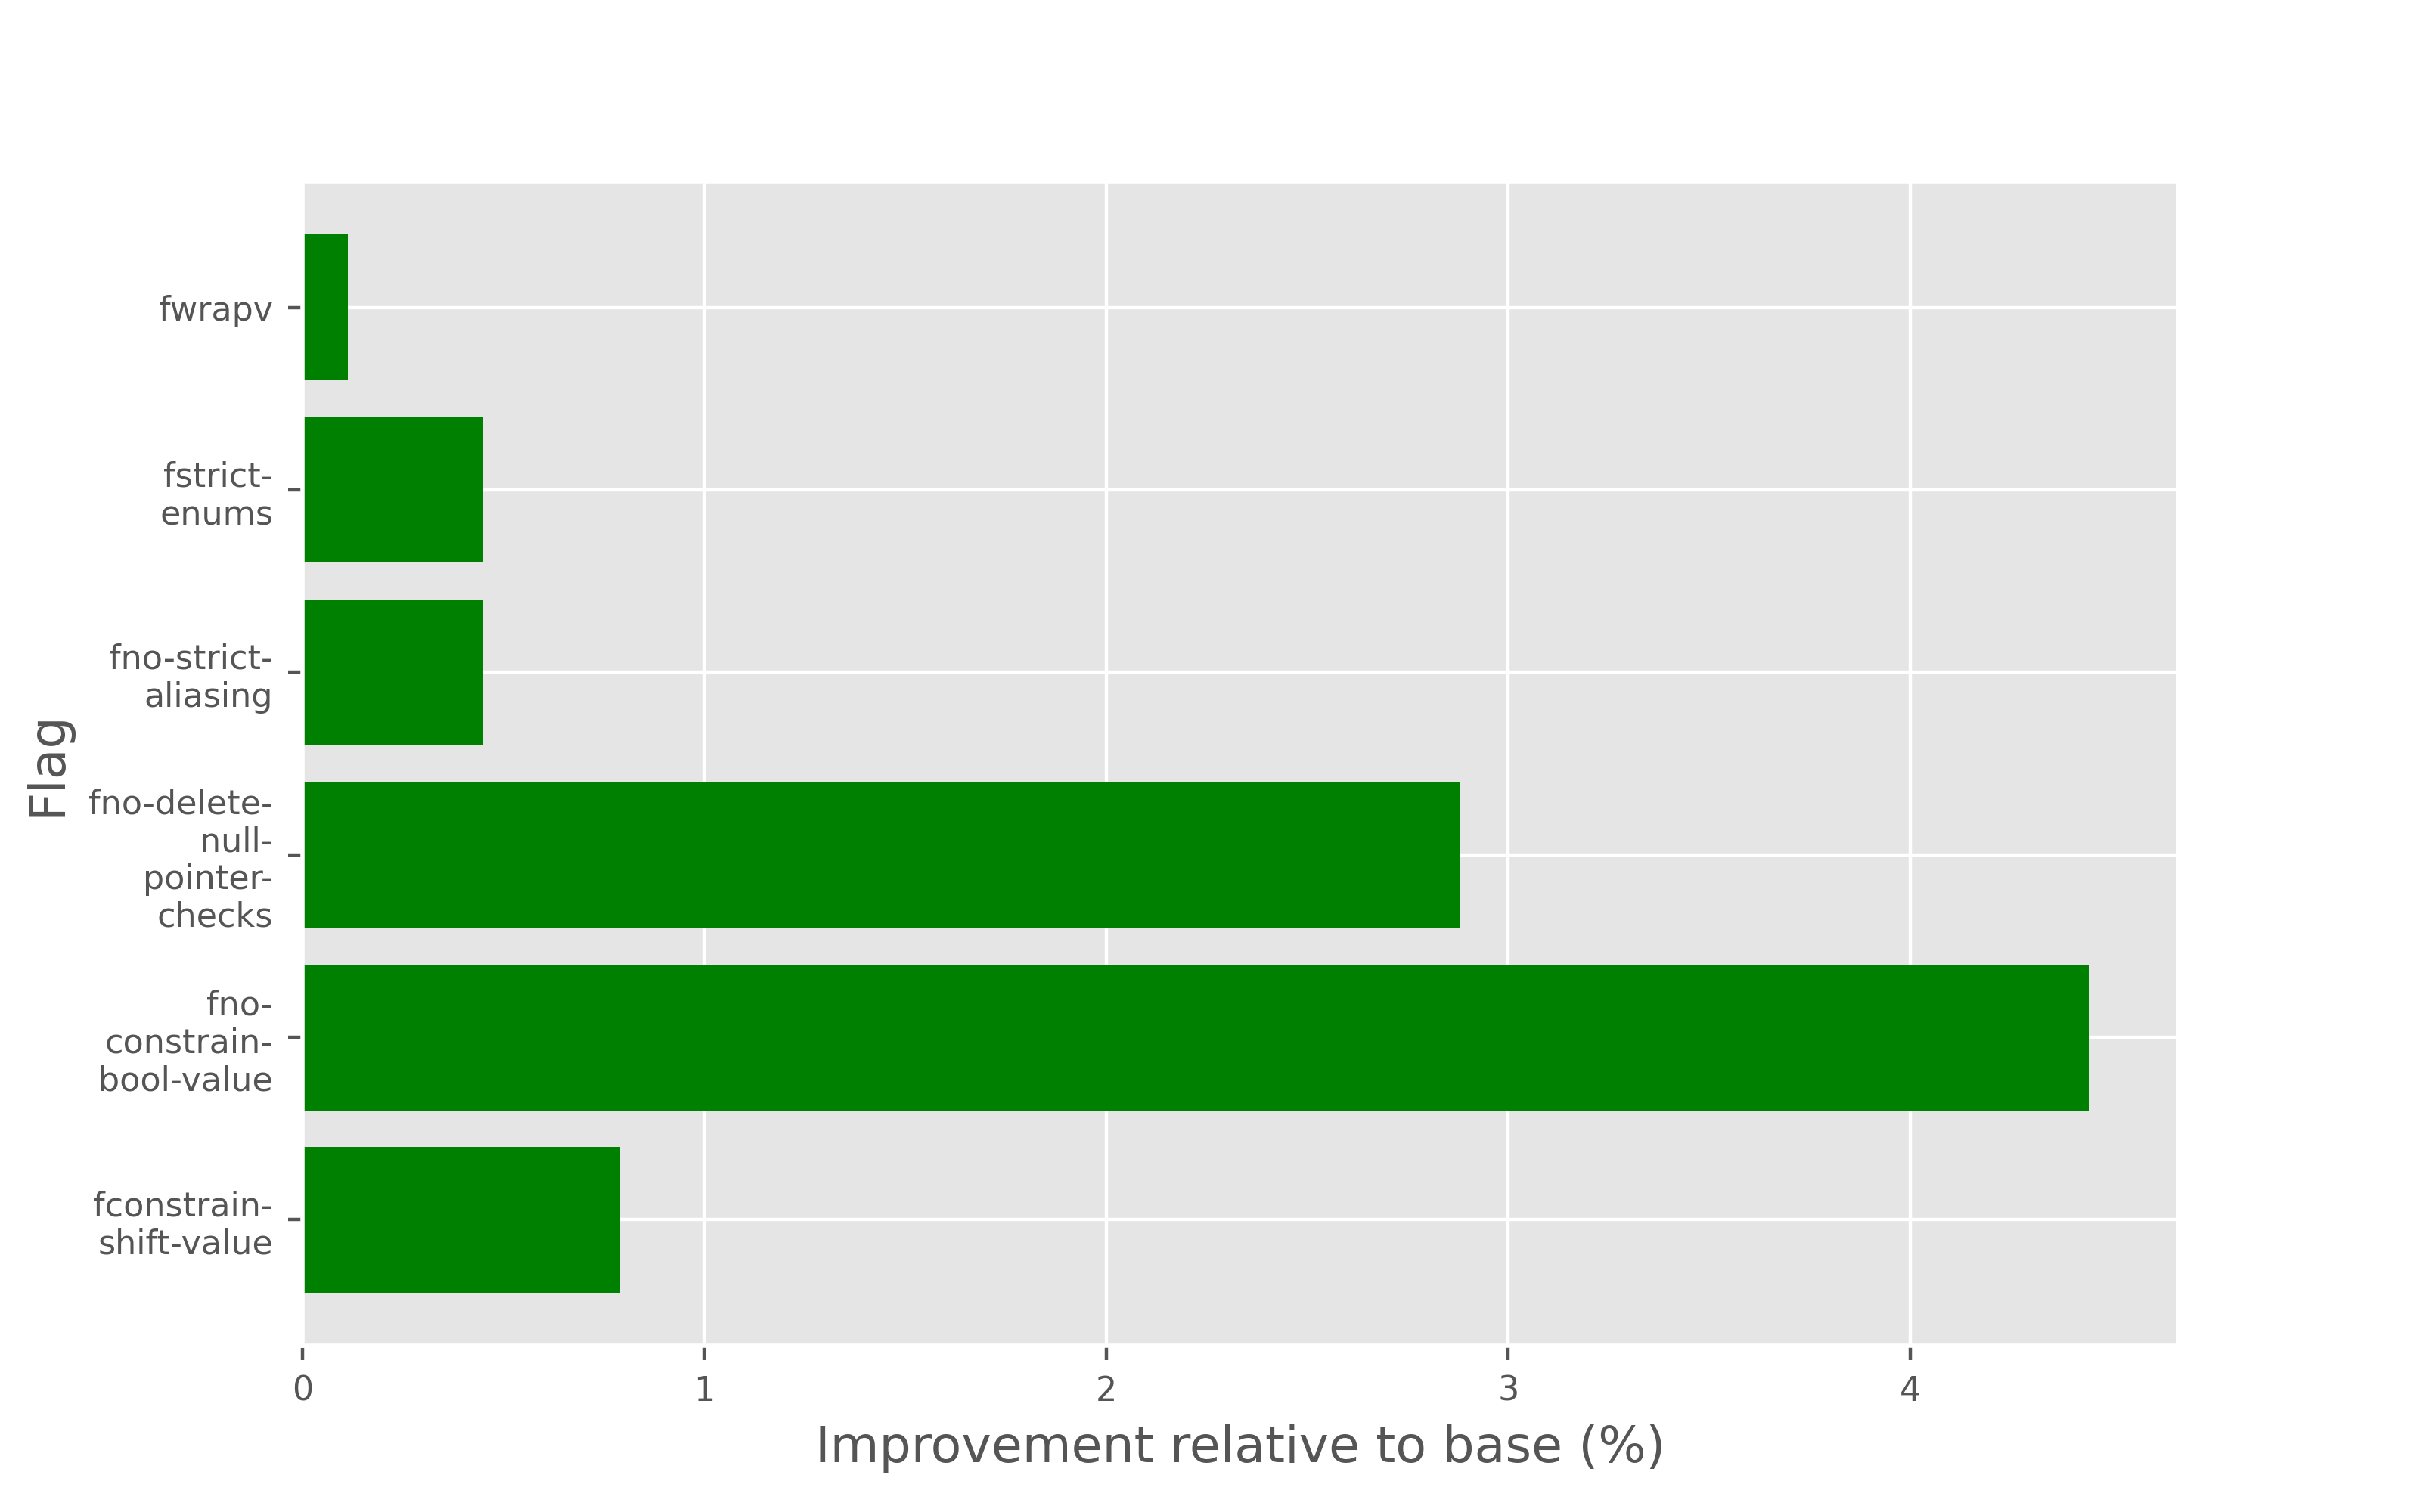 fwrapv
fstrict-
enums
fno-strict-
aliasing
Flag
fno-delete-
null-
pointer-
checks
fno-
constrain-
bool-value
fconstrain-
shift-value
0 1 2 3 4
Improvement relative to base (%)